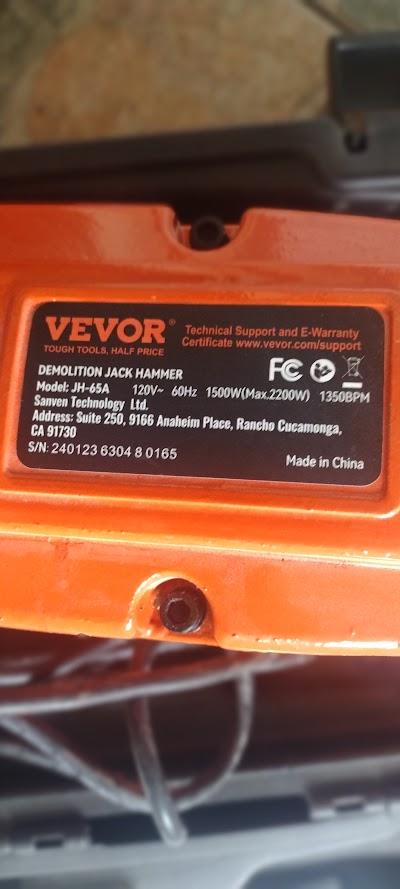 VEVOR®
TOUGH TOOLS, HALF PRICE
Technical Support and E-Warranty
Certificate www.vevor.com/support
FC
DEMOLITION JACK HAMMER
Model: JH-65A 120V~ 60Hz 1500W(Max.2200W) 1350BPM
Sanven Technology Ltd.
Address: Suite 250, 9166 Anaheim Place, Rancho Cucamonga,
CA 91730
S/N: 240123 6304 8 0165
Made in China